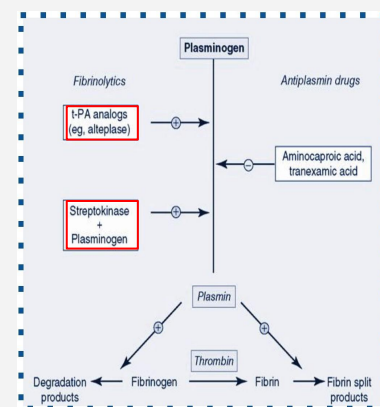 Plasminogen
Fibrinolytics
Antiplasmin drugs
t-PA analogs
(eg, alteplase)
+
−
Aminocaproic acid,
tranexamic acid
Streptokinase
+
Plasminogen
+
Plasmin
+
+
Thrombin
Degradation
products
Fibrinogen
Fibrin
Fibrin split
products